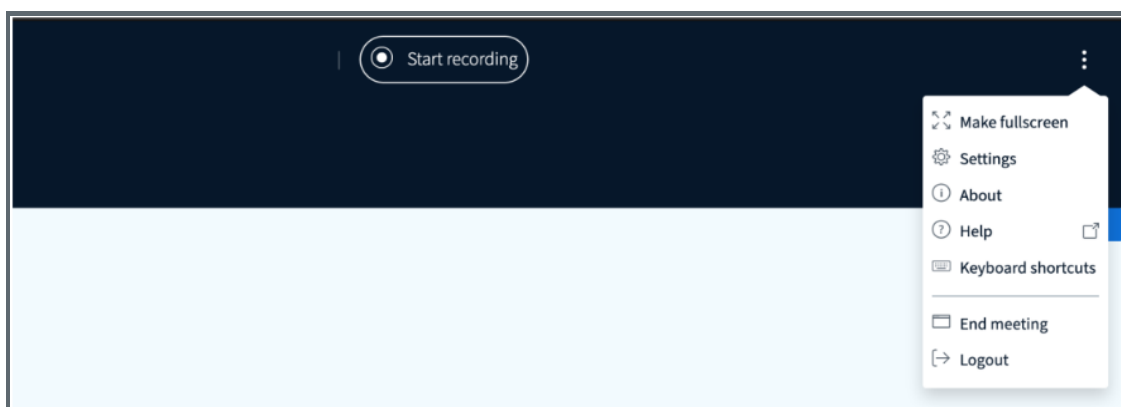 Start recording
Make fullscreen
Settings
About
Help
Keyboard shortcuts
End meeting
Logout